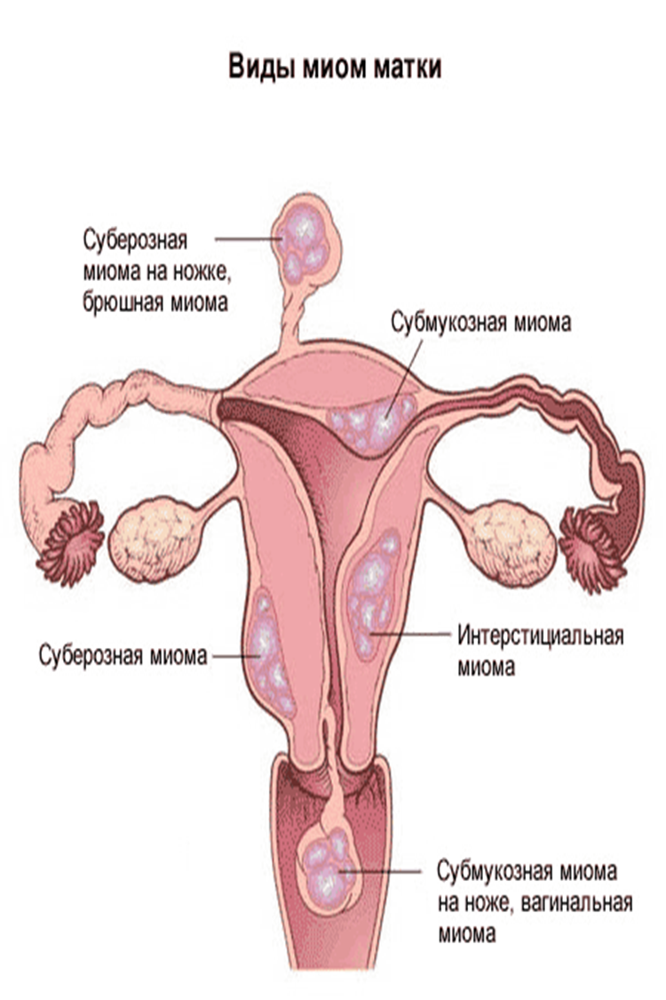 Виды миом матки
Суберозная
миома на ножке,
брюшная миома
Субмукозная миома
Интерстициальная
миома
Суберозная миома
Субмукозная миома
на ноже, вагинальная
миома